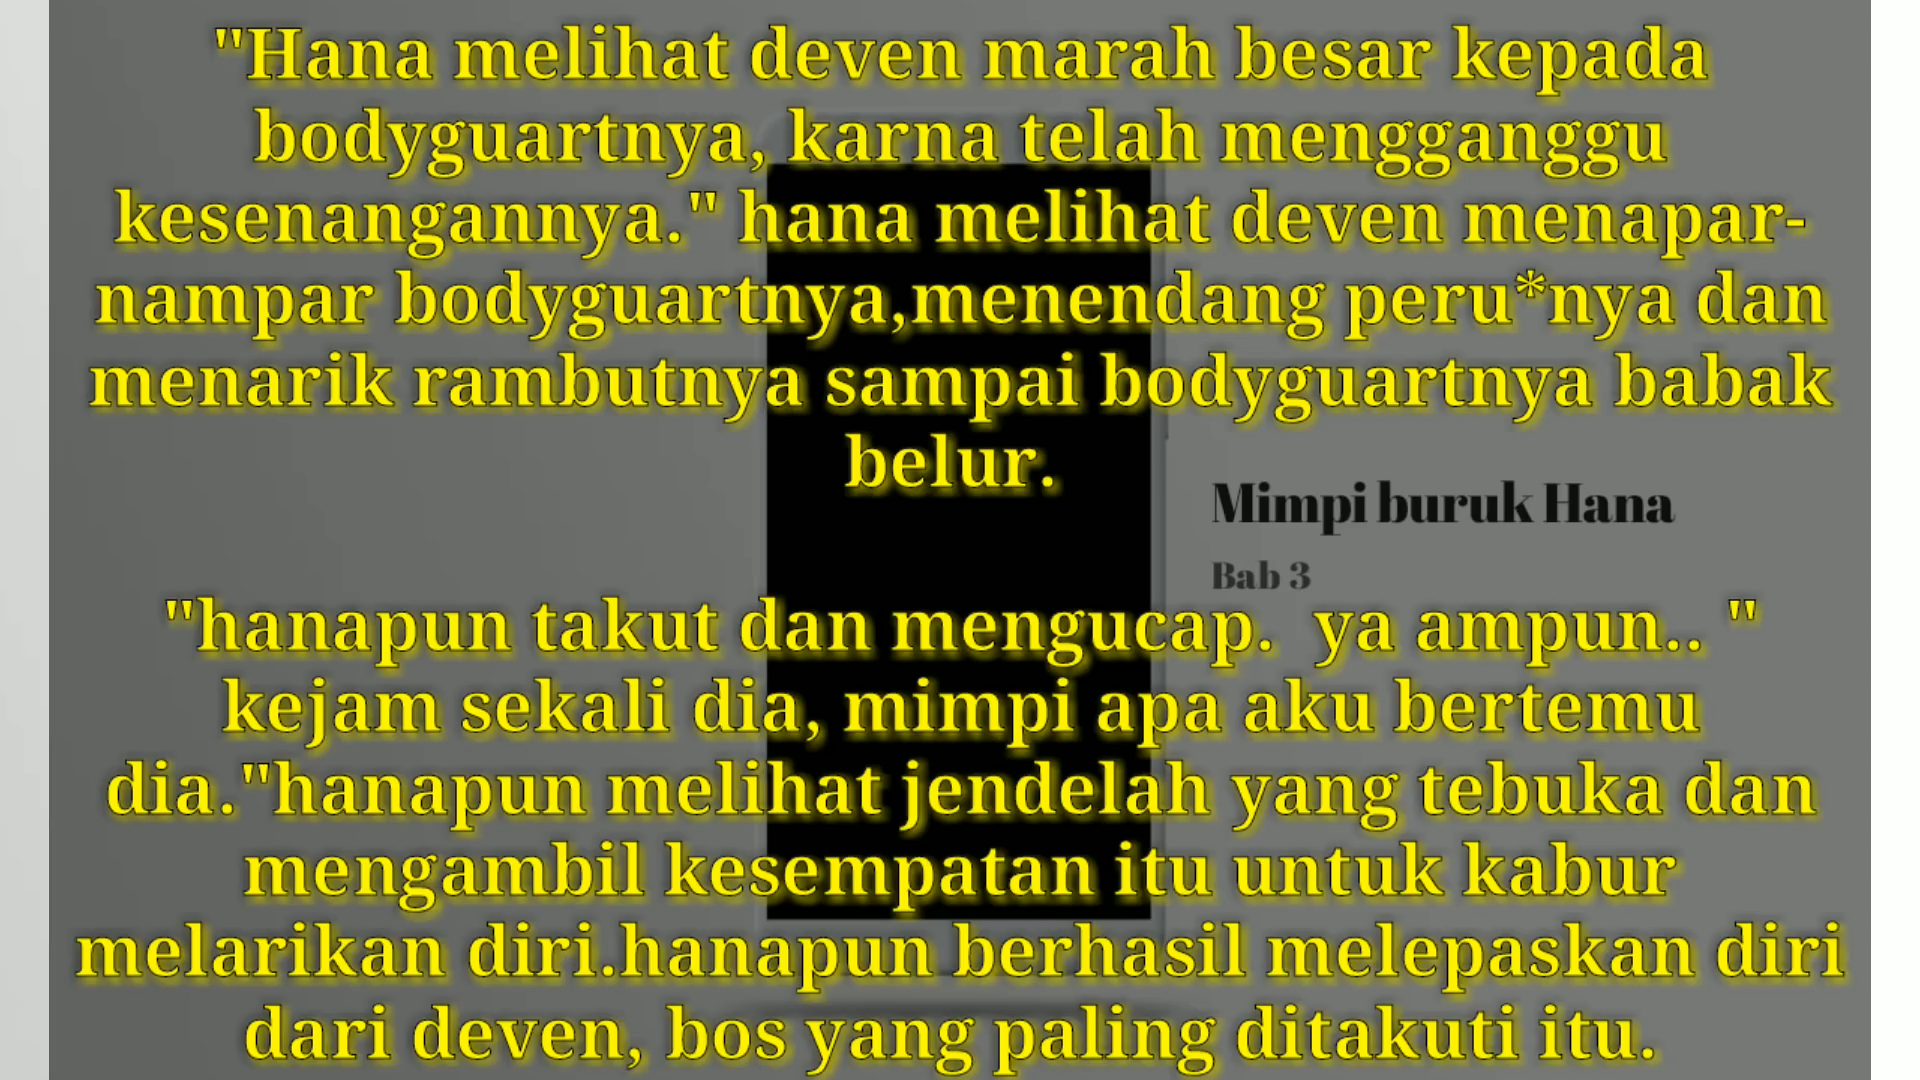 "Hana melihat deven marah besar kepada
bodyguartnya, karna telah mengganggu
kesenangannya." hana melihat deven menapar-
nampar bodyguartnya,menendang peru*nya dan
menarik rambutnya sampai bodyguartnya babak
belur.
Mimpi buruk Hana
Bab 3
"hanapun takut dan mengucap.  ya ampun.. "
kejam sekali dia, mimpi apa aku bertemu
dia."hanapun melihat jendelah yang tebuka dan
mengambil kesempatan itu untuk kabur
melarikan diri.hanapun berhasil melepaskan diri
dari deven, bos yang paling ditakuti itu.